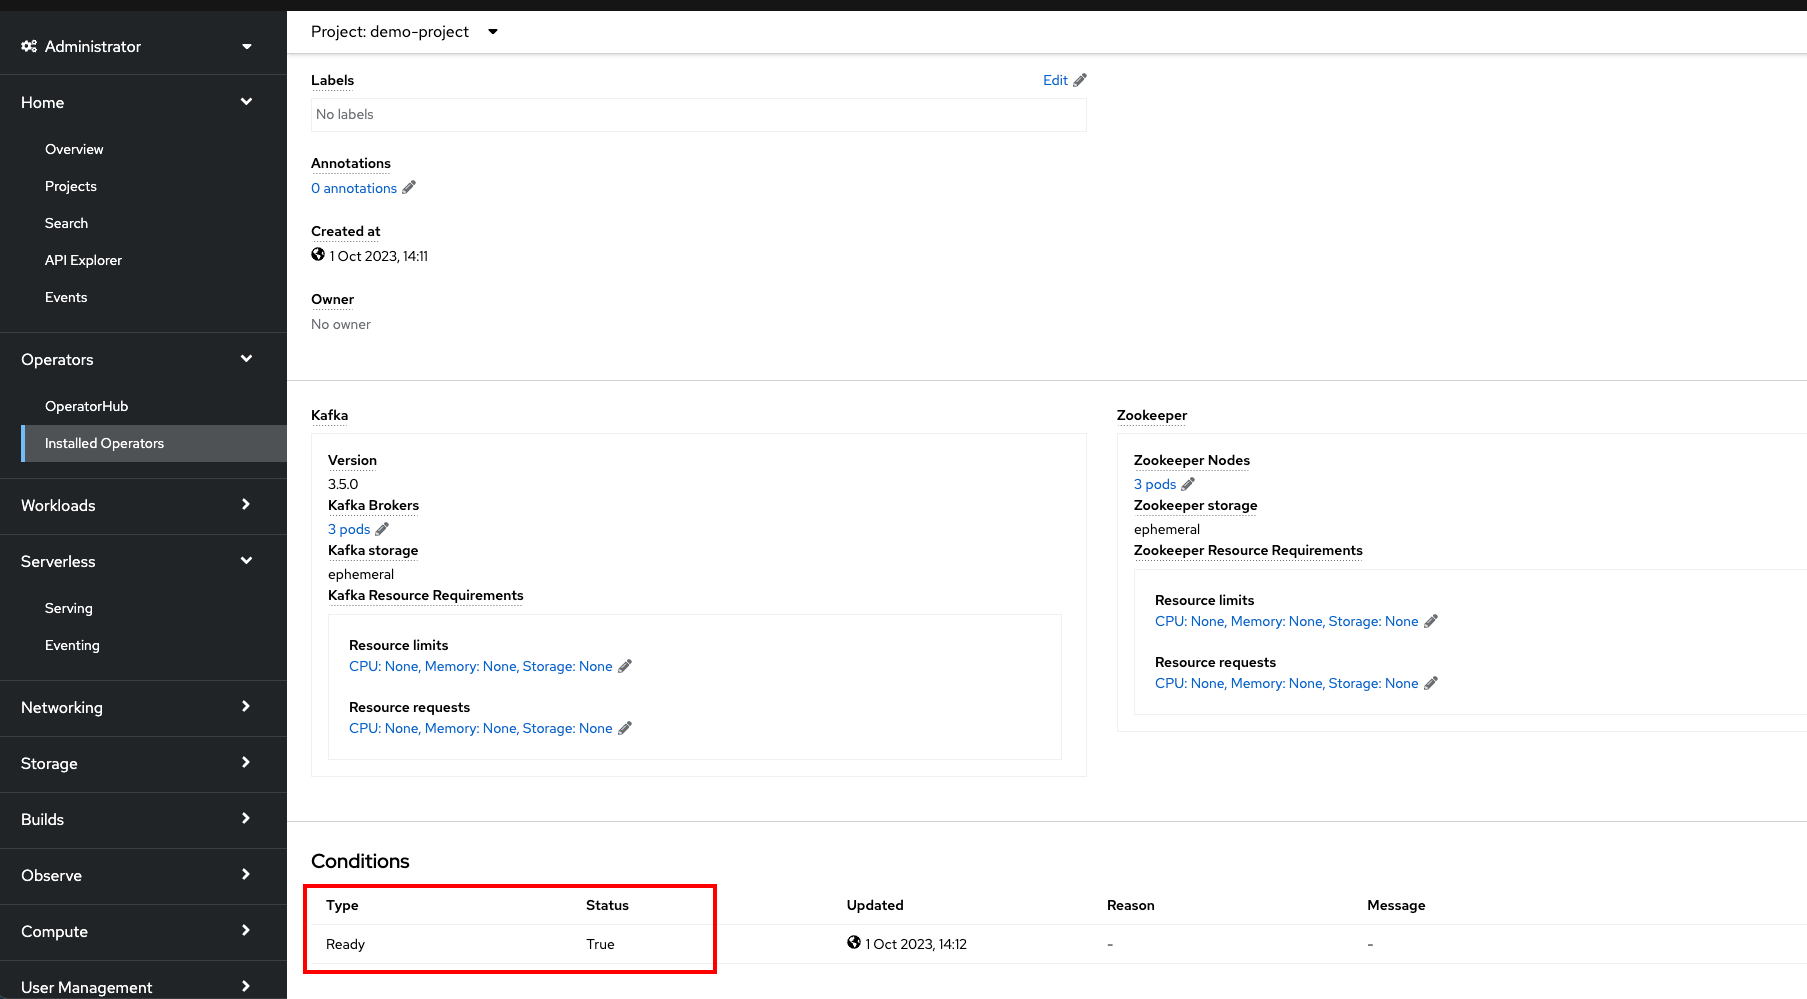 Administrator
Home
Overview
Projects
Search
API Explorer
Events
Operators
OperatorHub
Installed Operators
Workloads
Serverless
Serving
Eventing
Networking
Storage
Builds
Observe
Compute
User Management
Project: demo-project
Labels
Edit
No labels
Annotations
0 annotations
Created at
1 Oct 2023, 14:11
Owner
No owner
Kafka
Version
3.5.0
Kafka Brokers
3 pods
Kafka storage
ephemeral
Kafka Resource Requirements
Resource limits
CPU: None, Memory: None, Storage: None
Resource requests
CPU: None, Memory: None, Storage: None
Zookeeper
Zookeeper Nodes
3 pods
Zookeeper storage
ephemeral
Zookeeper Resource Requirements
Resource limits
CPU: None, Memory: None, Storage: None
Resource requests
CPU: None, Memory: None, Storage: None
Conditions
Type Status Updated Reason Message
Ready True 1 Oct 2023, 14:12 - -